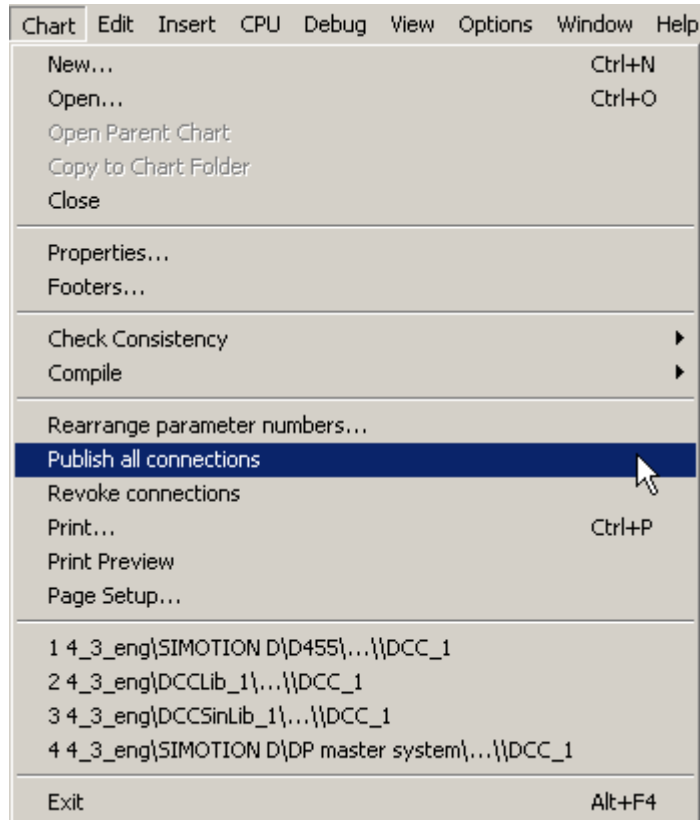 Chart Edit Insert CPU Debug View Options Window Help
New... Ctrl+N
Open... Ctrl+O
Open Parent Chart
Copy to Chart Folder
Close
Properties...
Footers...
Check Consistency
Compile
Rearrange parameter numbers...
Publish all connections
Revoke connections
Print... Ctrl+P
Print Preview
Page Setup...
1 4_3_eng\SIMOTION D\D455\...\\DCC_1
2 4_3_eng\DCCLib_1\...\\DCC_1
3 4_3_eng\DCCSinLib_1\...\\DCC_1
4 4_3_eng\SIMOTION D\DP master system\...\\DCC_1
Exit Alt+F4